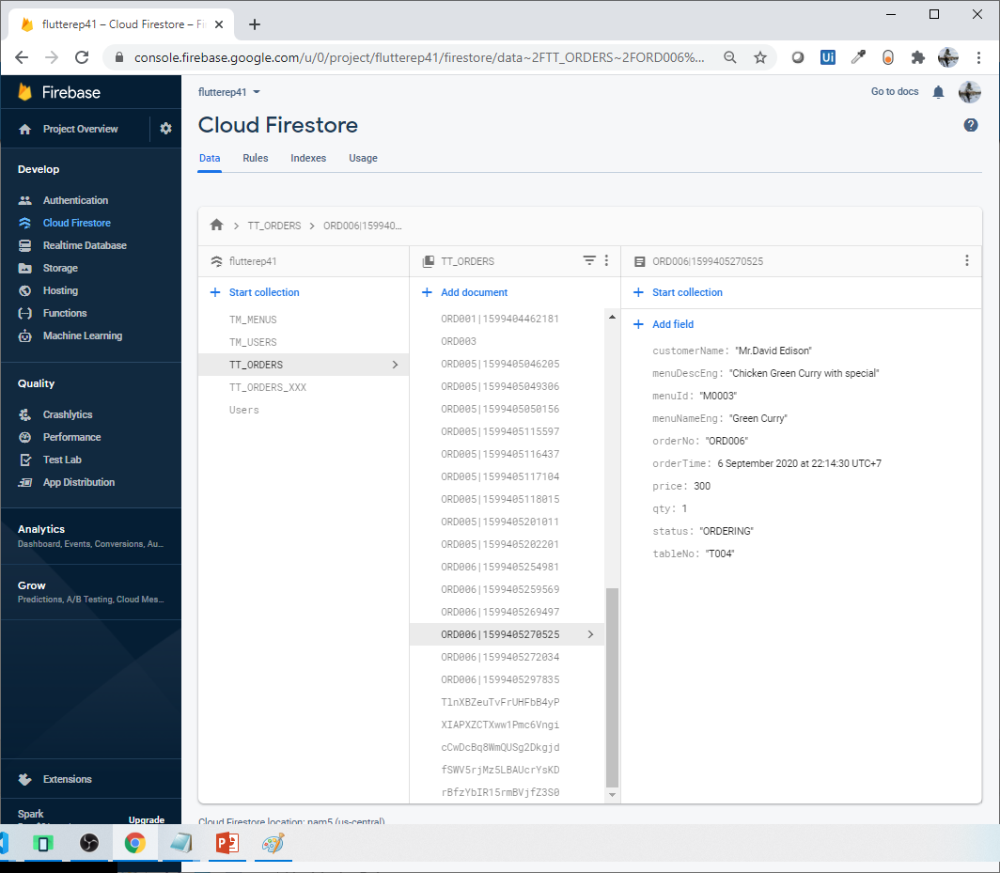 flutterep41 – Cloud Firestore – Fi
console.firebase.google.com/u/0/project/flutterep41/firestore/data~2FTT_ORDERS~2FORD006%...
Ui
Firebase
Project Overview
Develop
Authentication
Cloud Firestore
Realtime Database
Storage
Hosting
Functions
Machine Learning
Quality
Crashlytics
Performance
Test Lab
App Distribution
Analytics
Dashboard, Events, Conversions, Au...
Grow
Predictions, A/B Testing, Cloud Mes...
Extensions
Spark
Upgrade
flutterep41
Go to docs
Cloud Firestore
Data Rules Indexes Usage
TT_ORDERS > ORD006|159940...
flutterep41
Start collection
TM_MENUS
TM_USERS
TT_ORDERS
TT_ORDERS_XXX
Users
TT_ORDERS
Add document
ORD001|1599404462181
ORD003
ORD005|1599405046205
ORD005|1599405049306
ORD005|1599405050156
ORD005|1599405115597
ORD005|1599405116437
ORD005|1599405117104
ORD005|1599405118015
ORD005|1599405201011
ORD005|1599405202201
ORD006|1599405254981
ORD006|1599405259569
ORD006|1599405269497
ORD006|1599405270525
ORD006|1599405272034
ORD006|1599405297835
TlnXBZeuTvFrUHFbB4yP
XIAPXZCTXww1Pmc6Vngi
cCwDcBq8WmQUSg2Dkgjd
fSWV5rjMz5LBAUcrYsKD
rBfzYbIR15rmBVjfZ3S0
ORD006|1599405270525
Start collection
Add field
customerName: "Mr.David Edison"
menuDescEng: "Chicken Green Curry with special"
menuId: "M0003"
menuNameEng: "Green Curry"
orderNo: "ORD006"
orderTime: 6 September 2020 at 22:14:30 UTC+7
price: 300
qty: 1
status: "ORDERING"
tableNo: "T004"
Cloud Firestore location: nam5 (us-central)